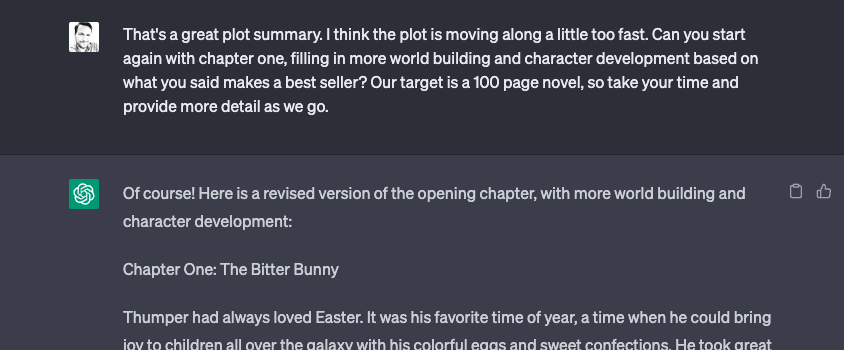 That's a great plot summary. I think the plot is moving along a little too fast. Can you start
again with chapter one, filling in more world building and character development based on
what you said makes a best seller? Our target is a 100 page novel, so take your time and
provide more detail as we go.
Of course! Here is a revised version of the opening chapter, with more world building and
character development:
Chapter One: The Bitter Bunny
Thumper had always loved Easter. It was his favorite time of year, a time when he could bring
joy to children all over the galaxy with his colorful eggs and sweet confections. He took great